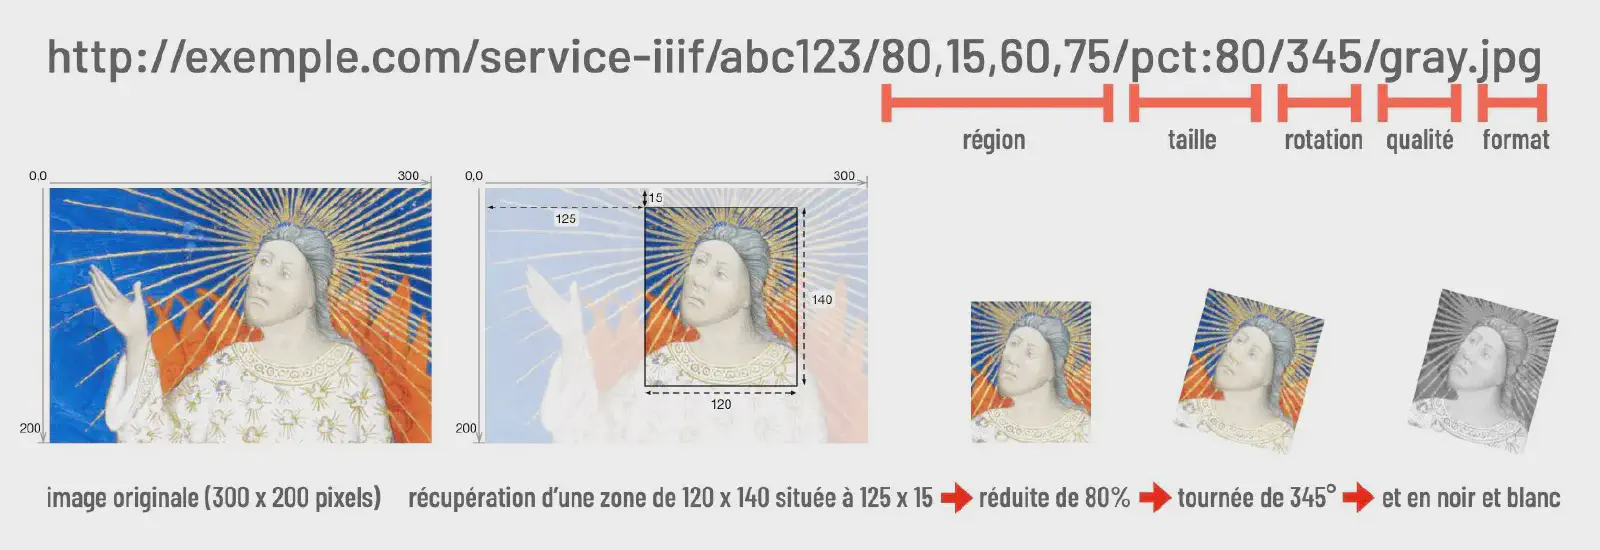 http://exemple.com/service-iiif/abc123/80,15,60,75/pct:80/345/gray.jpg
région taille rotation qualité format
0,0 300 0,0 300
15
125
140
120
200 200
image originale (300 x 200 pixels) récupération d'une zone de 120 x 140 située à 125 x 15 réduite de 80% tournée de 345° et en noir et blanc